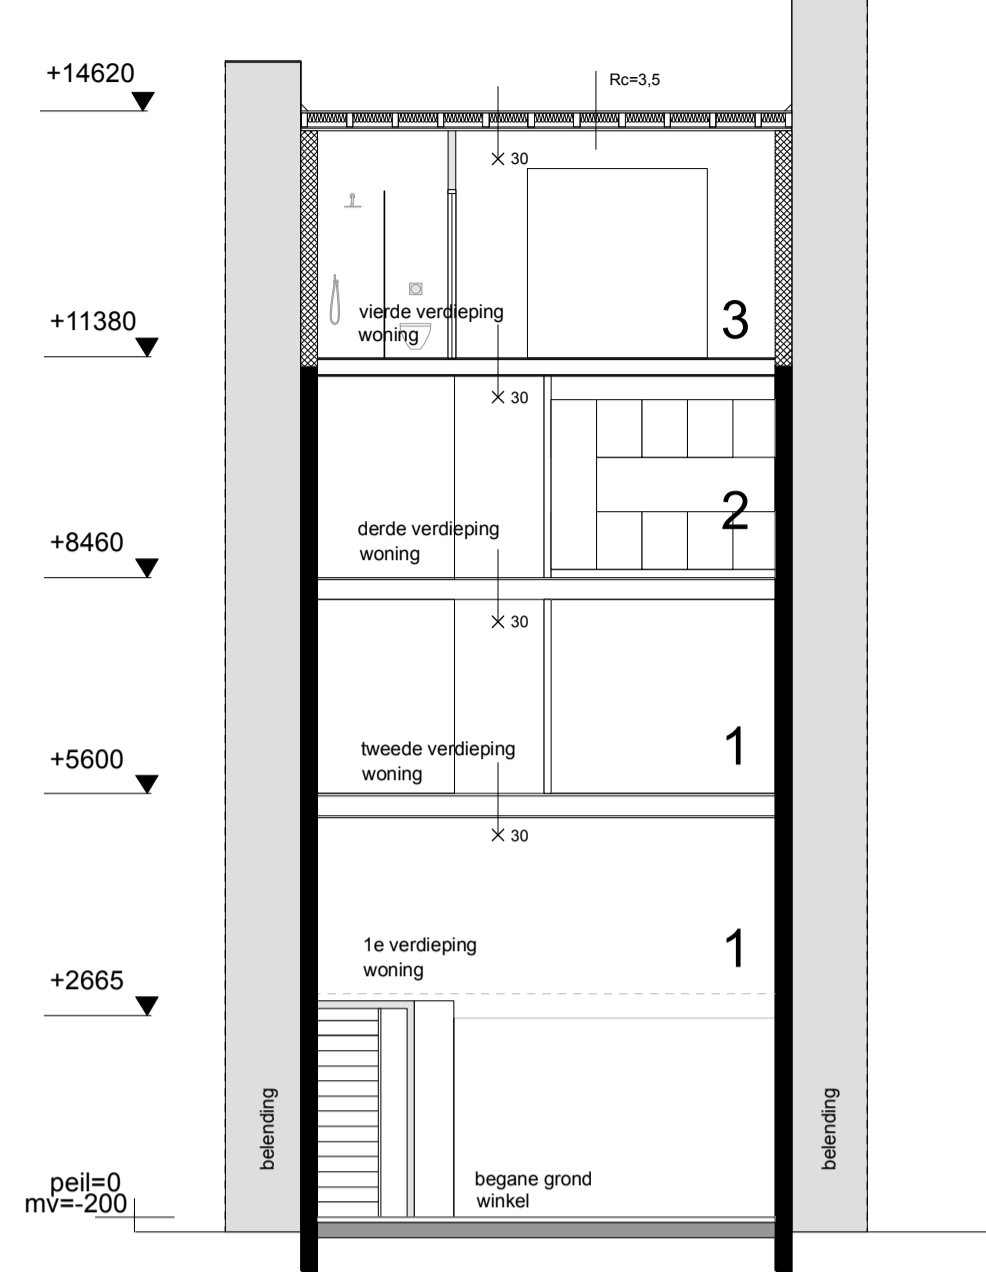 +14620
Rc=3,5
30
vierde verdieping
woning
3
+11380
30
2
derde verdieping
woning
+8460
30
tweede verdieping
woning
1
+5600
30
1e verdieping
woning
1
+2665
belending
belending
begane grond
winkel
peil=0
mv=-200